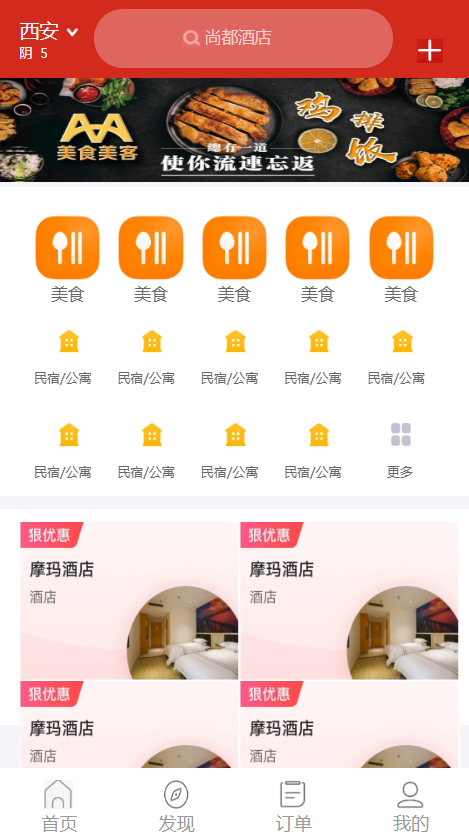 西安
阴 5
尚都酒店
美食美客
總有一道
使你流連忘返
鸡排饭
美食 美食 美食 美食 美食
民宿/公寓 民宿/公寓 民宿/公寓 民宿/公寓 民宿/公寓
民宿/公寓 民宿/公寓 民宿/公寓 民宿/公寓 更多
狠优惠 狠优惠
摩玛酒店 摩玛酒店
酒店 酒店
狠优惠 狠优惠
摩玛酒店 摩玛酒店
酒店 酒店
首页 发现 订单 我的